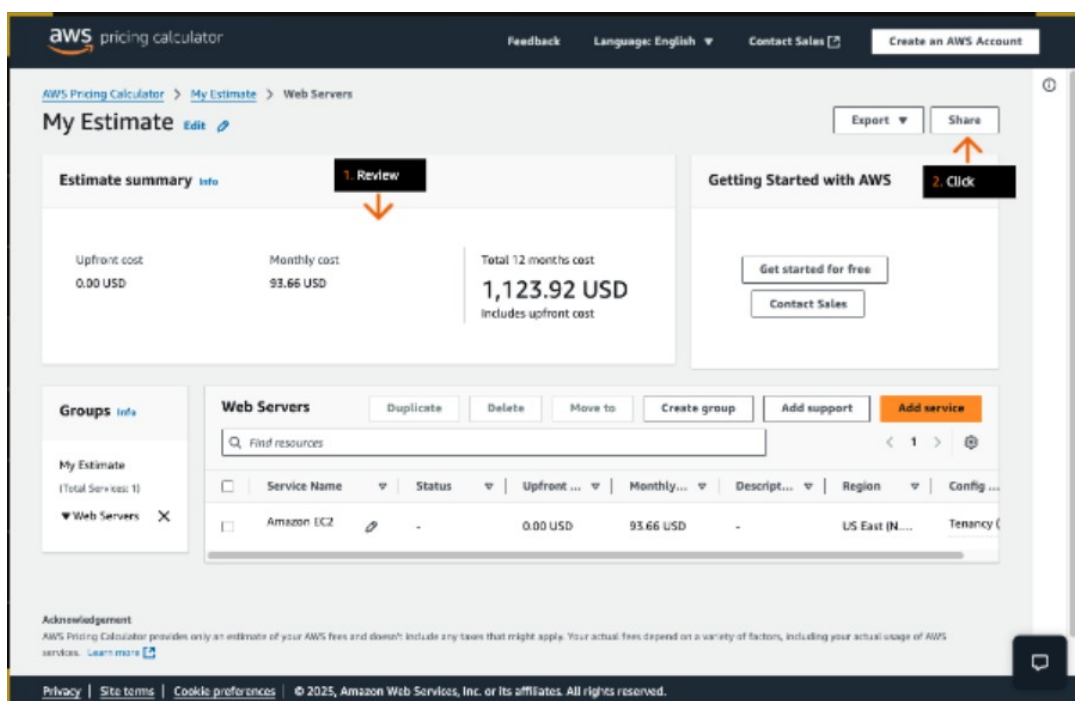 aws pricing calculator
Feedback Language: English Contact Sales Create an AWS Account
AWS Pricing Calculator > My Estimate > Web Servers
My Estimate Edit
Export Share
Estimate summary Info
1. Review
Getting Started with AWS
2. Click
Upfront cost
0.00 USD
Monthly cost
93.66 USD
Total 12 months cost
1,123.92 USD
Includes upfront cost
Get started for free
Contact Sales
Groups Info
My Estimate
(Total Services: 1)
Web Servers
Web Servers Duplicate Delete Move to Create group Add support Add service
Find resources
< 1 >
Service Name Status Upfront ... Monthly... Descript... Region Config ...
Amazon EC2 - 0.00 USD 93.66 USD - US East (N.... Tenancy (
Acknowledgement
AWS Pricing Calculator provides only an estimate of your AWS fees and doesn't include any taxes that might apply. Your actual fees depend on a variety of factors, including your actual usage of AWS
services. Learn more
Privacy | Site terms | Cookie preferences | © 2025, Amazon Web Services, Inc. or its affiliates. All rights reserved.